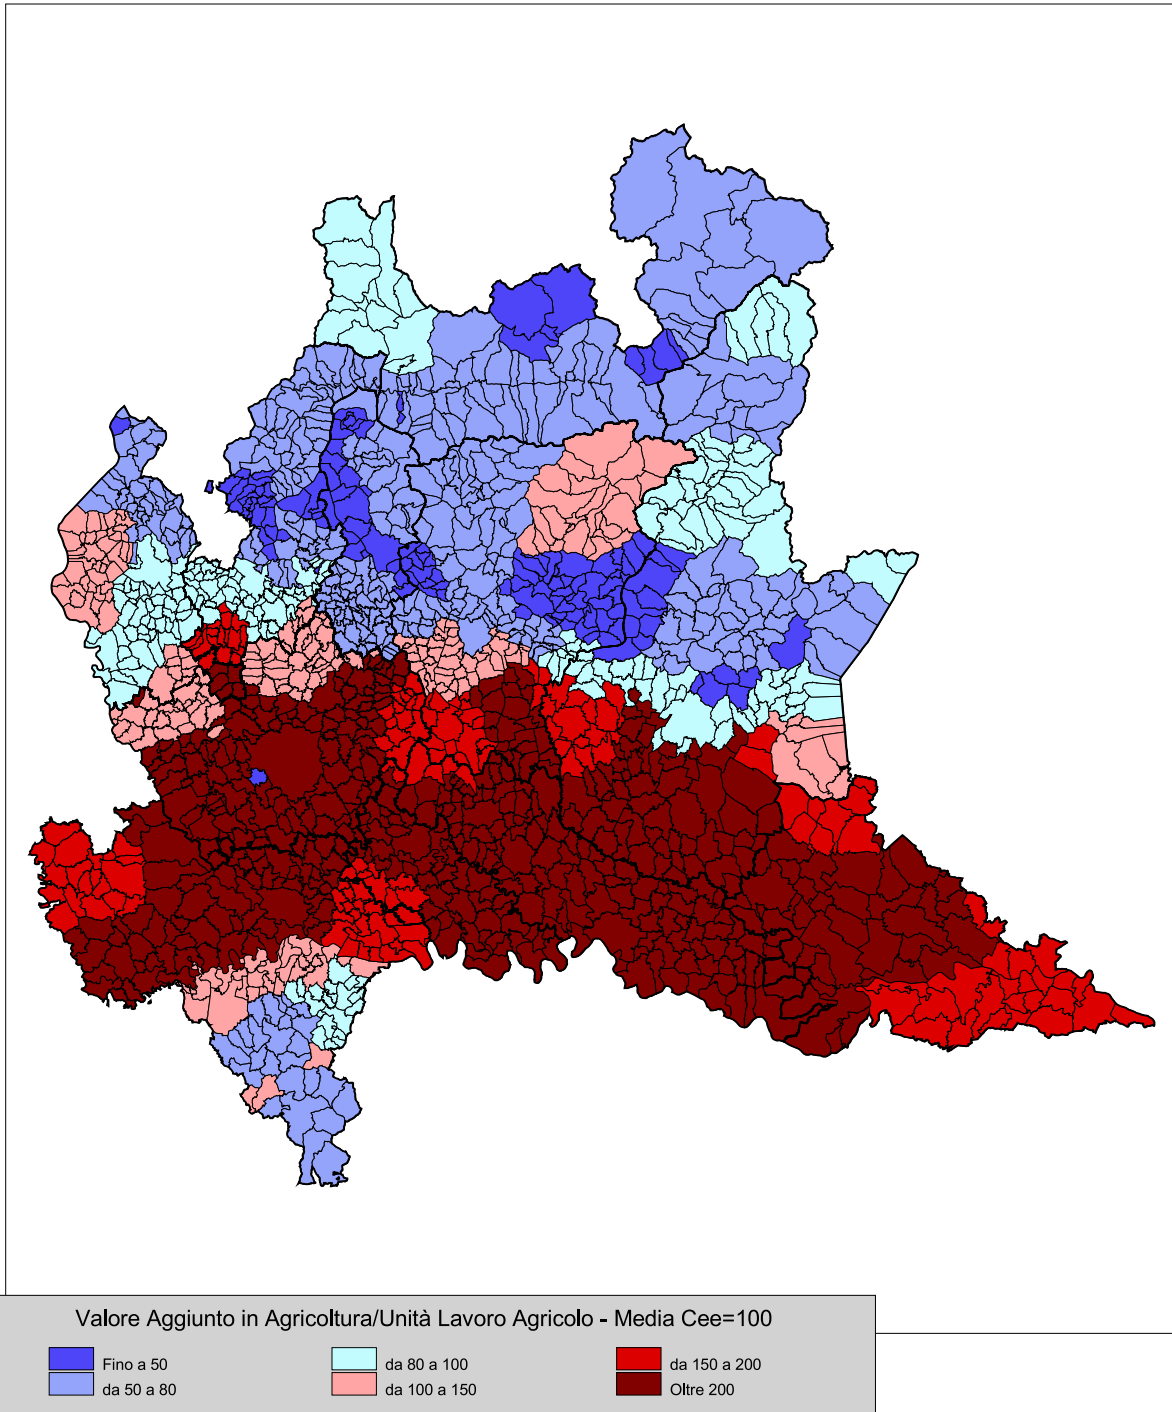 Valore Aggiunto in Agricoltura/Unità Lavoro Agricolo - Media Cee=100
Fino a 50
da 50 a 80
da 80 a 100
da 100 a 150
da 150 a 200
Oltre 200